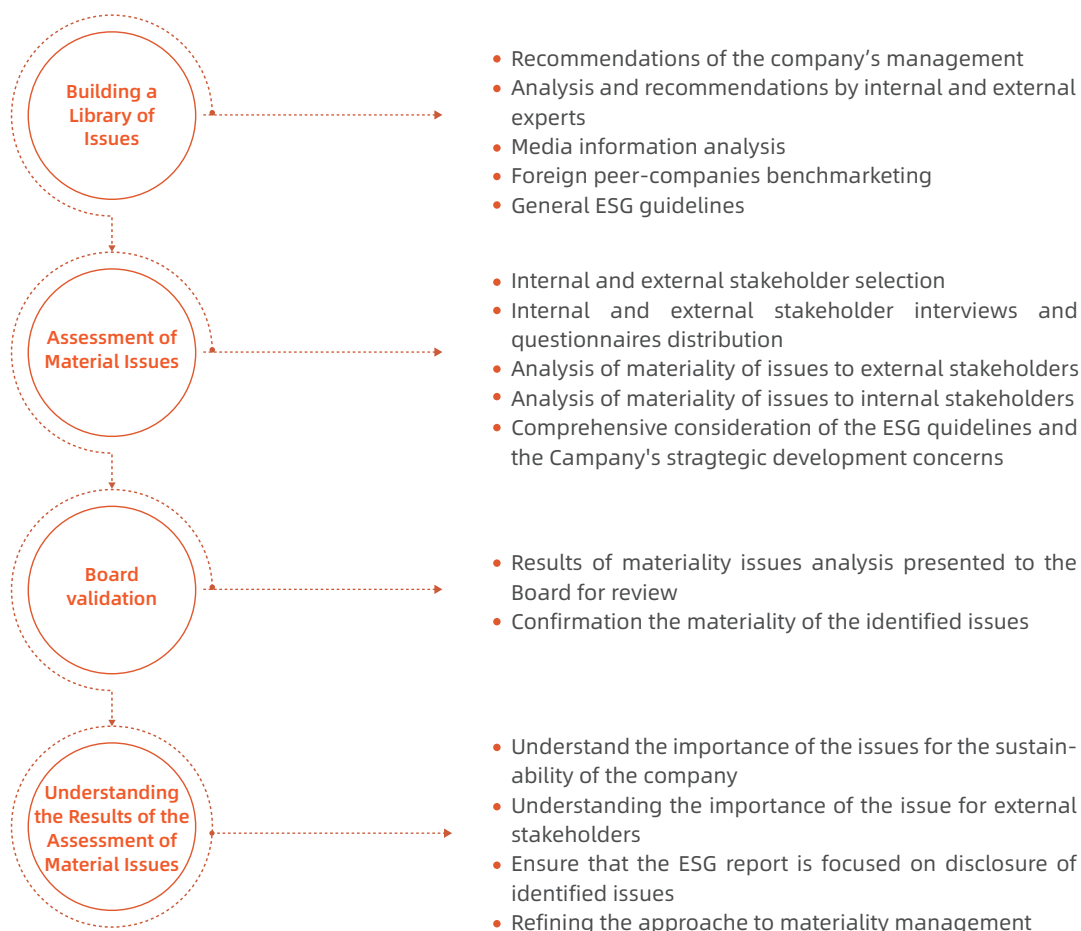 Building a
Library of
Issues
• Recommendations of the company’s management
• Analysis and recommendations by internal and external
experts
• Media information analysis
• Foreign peer-companies benchmarketing
• General ESG guidelines
Assessment of
Material Issues
• Internal and external stakeholder selection
• Internal and external stakeholder interviews and
questionnaires distribution
• Analysis of materiality of issues to external stakeholders
• Analysis of materiality of issues to internal stakeholders
• Comprehensive consideration of the ESG quidelines and
the Campany's stragtegic development concerns
Board
validation
• Results of materiality issues analysis presented to the
Board for review
• Confirmation the materiality of the identified issues
Understanding
the Results of the
Assessment of
Material Issues
• Understand the importance of the issues for the sustain-
ability of the company
• Understanding the importance of the issue for external
stakeholders
• Ensure that the ESG report is focused on disclosure of
identified issues
• Refining the approache to materiality management